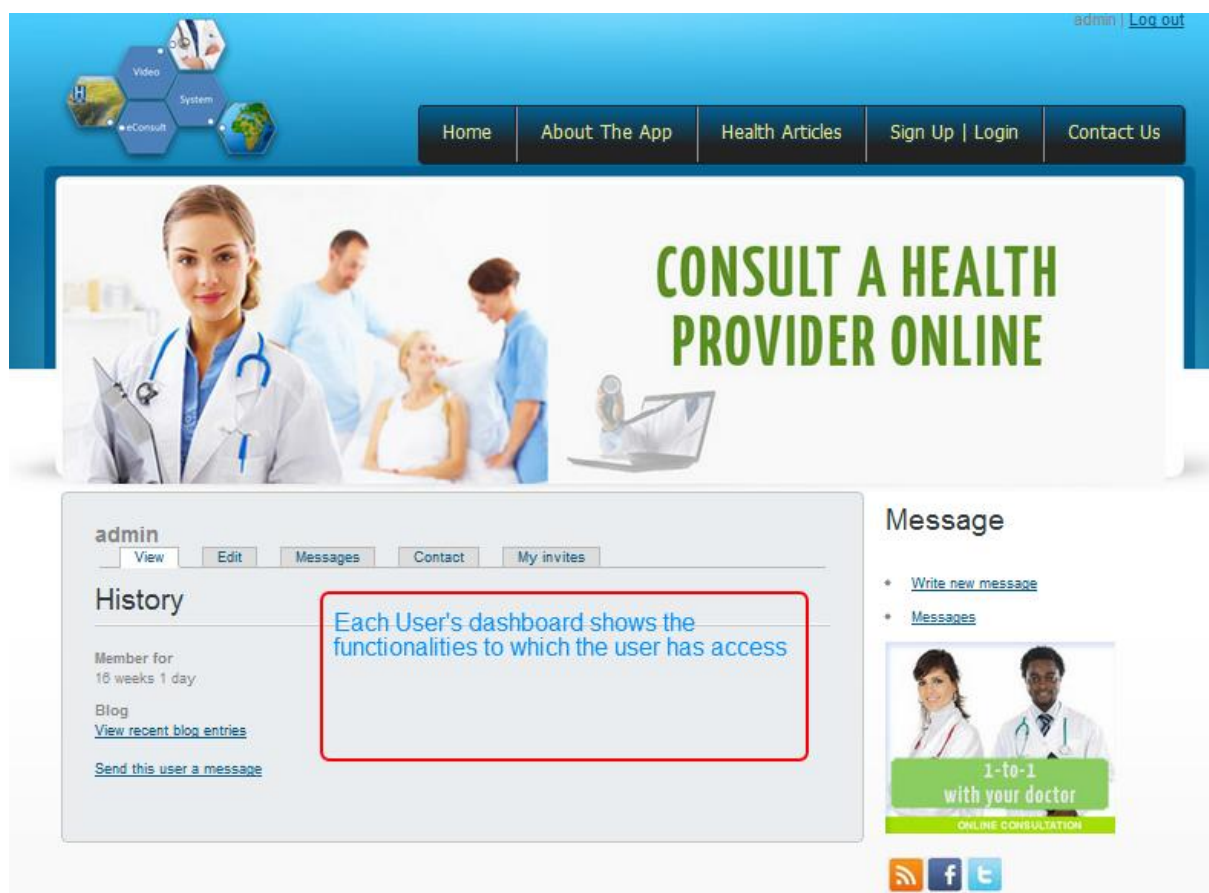 admin | Log out
Video
System
H
eConsult
Home About The App Health Articles Sign Up | Login Contact Us
CONSULT A HEALTH
PROVIDER ONLINE
admin
View Edit Messages Contact My invites
History
Each User's dashboard shows the
functionalities to which the user has access
Member for
16 weeks 1 day
Blog
View recent blog entries
Send this user a message
Message
Write new message
Messages
1-to-1
with your doctor
ONLINE CONSULTATION
f
t